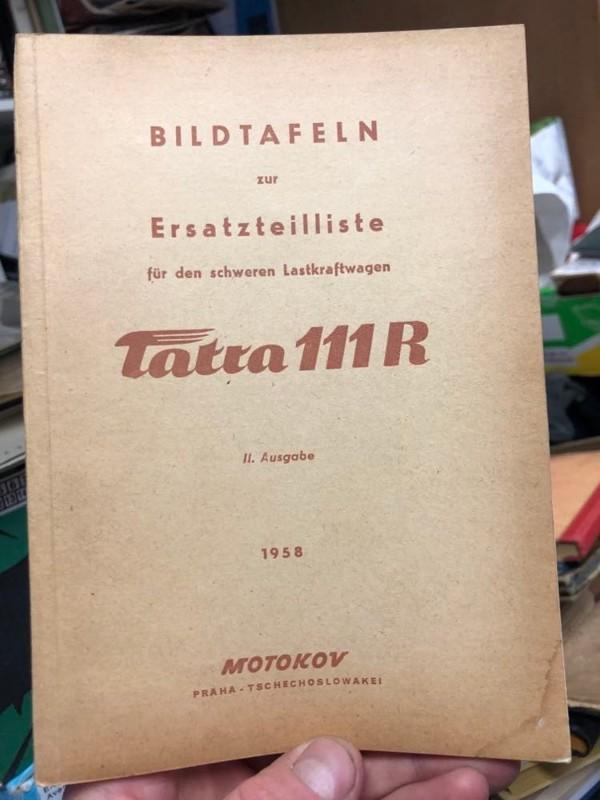 BILDTAFELN
zur
Ersatzteilliste
für den schweren Lastkraftwagen
Tatra 111 R
II. Ausgabe
1958
MOTOKOV
PRAHA - TSCHECHOSLOWAKEI